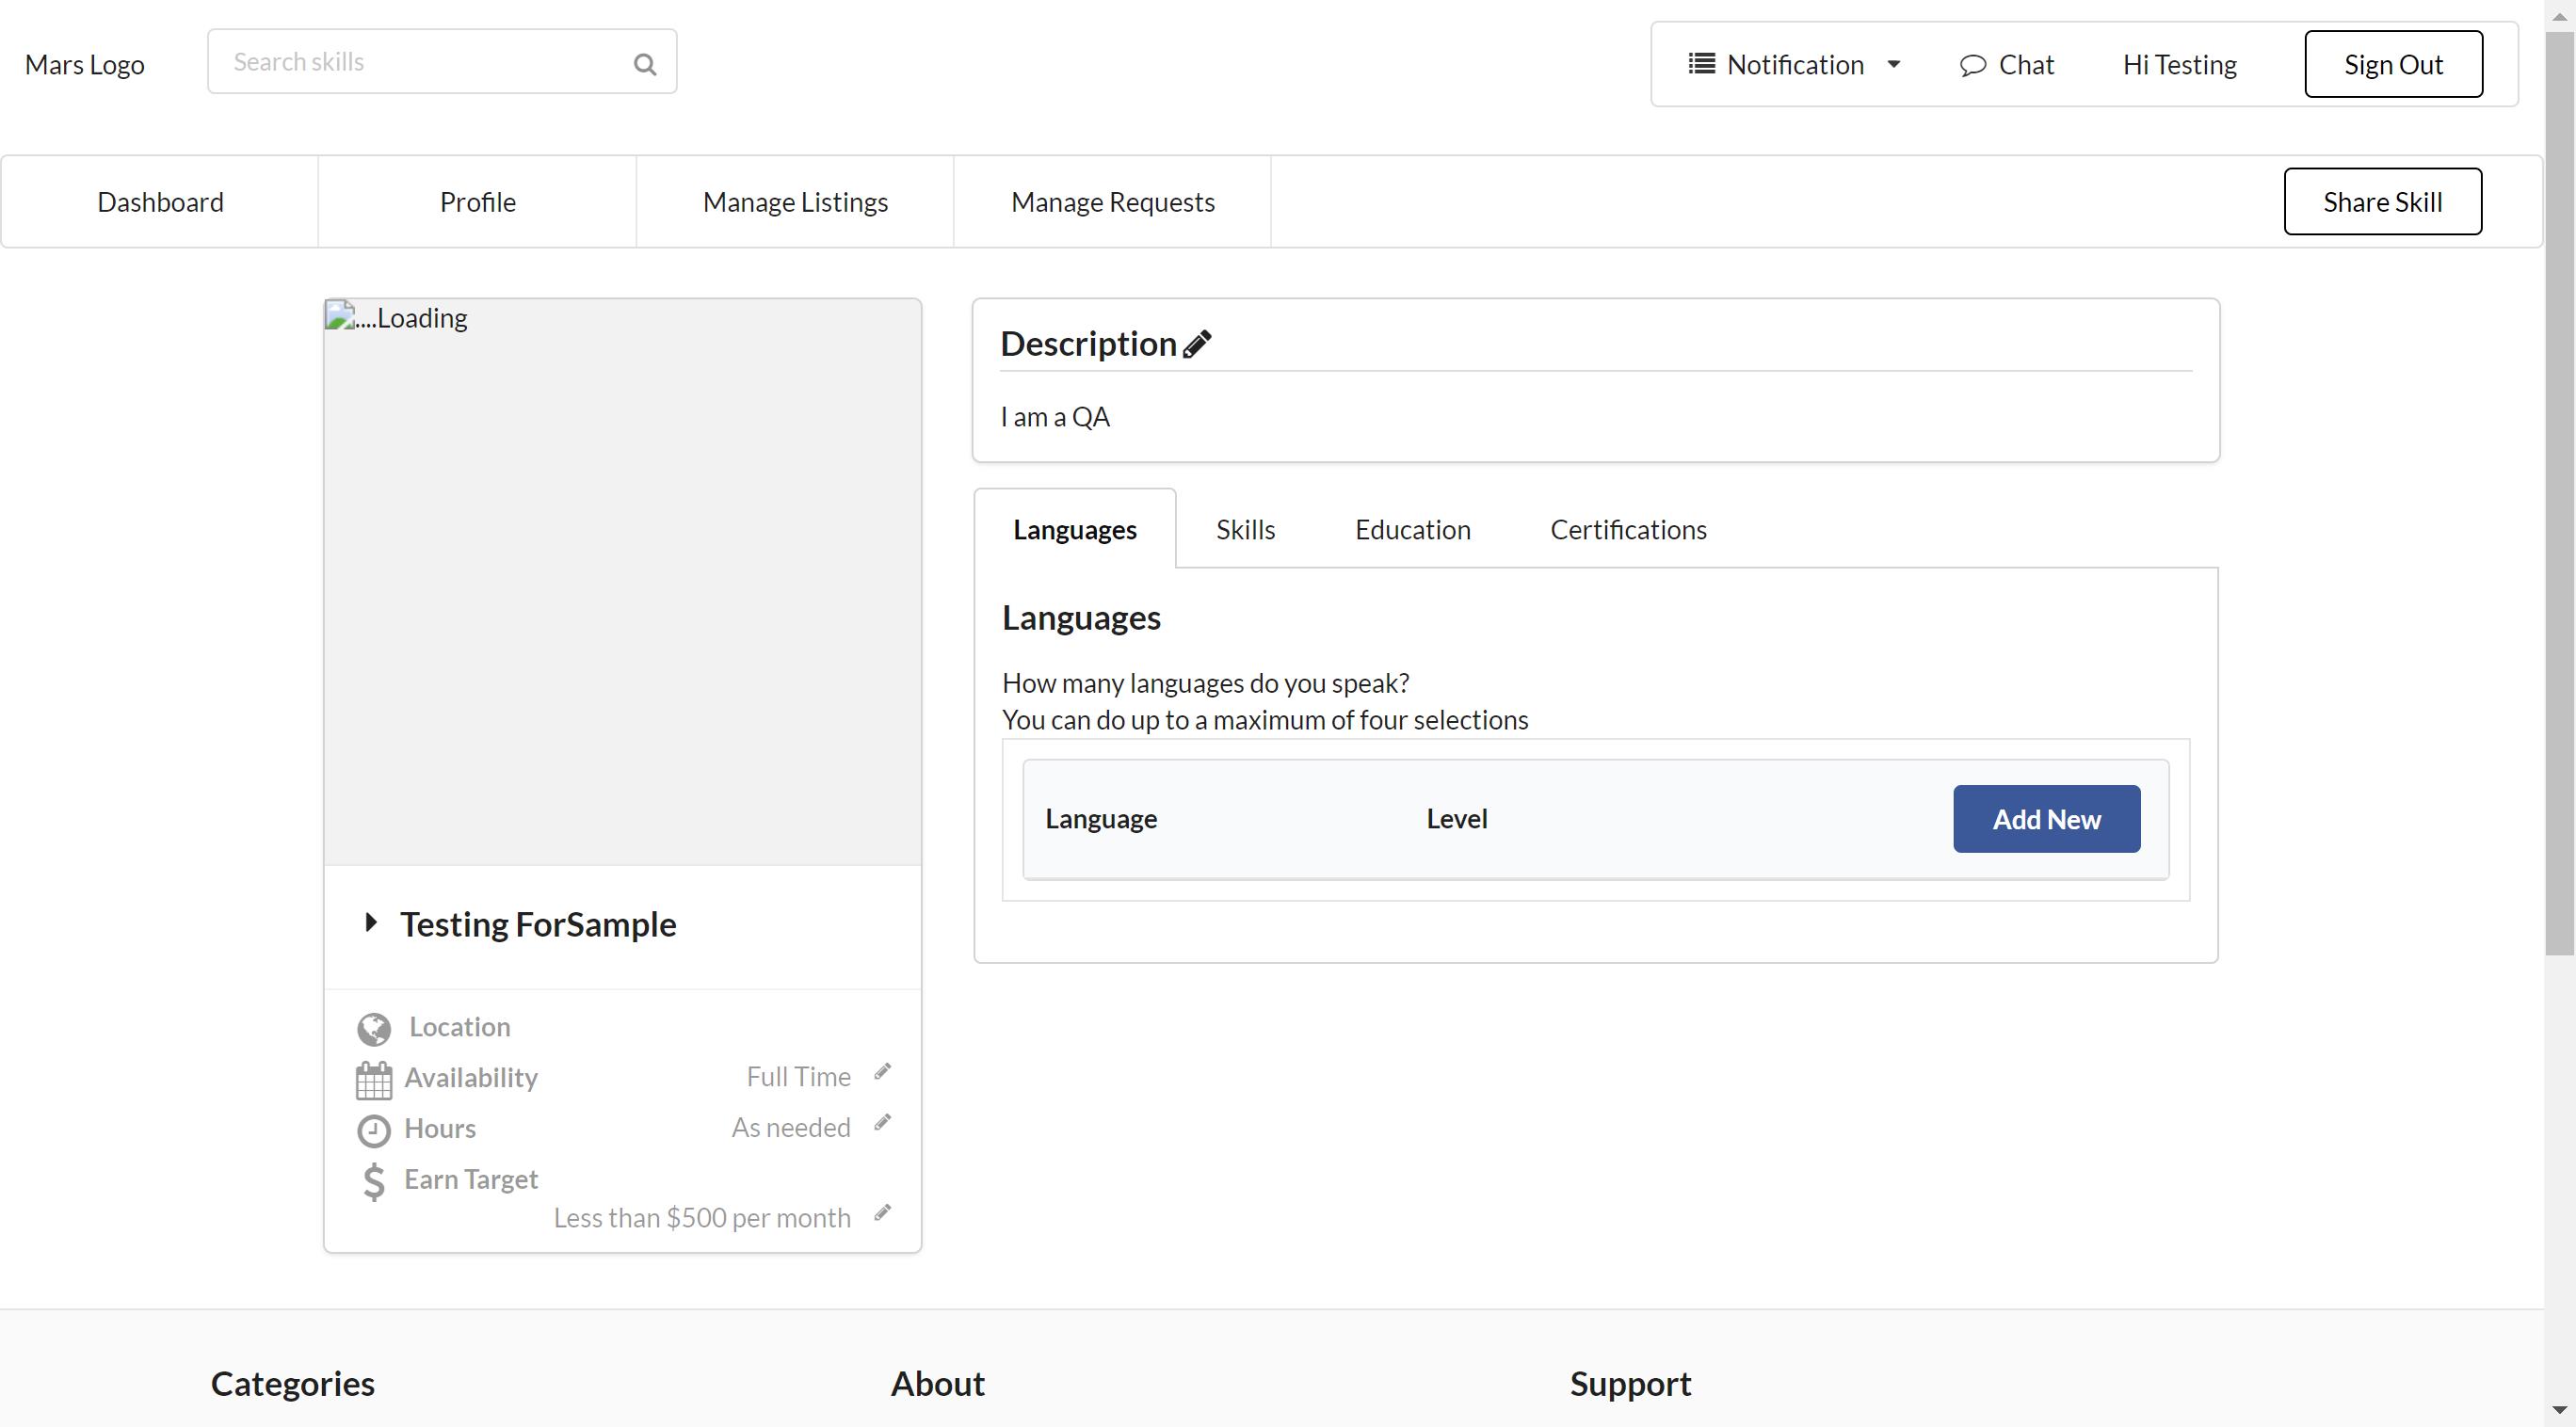 Mars Logo
Search skills
Notification
Chat
Hi Testing
Sign Out
Dashboard
Profile
Manage Listings
Manage Requests
Share Skill
....Loading
Testing ForSample
Location
Availability
Full Time
Hours
As needed
Earn Target
Less than $500 per month
Description
I am a QA
Languages
Skills
Education
Certifications
Languages
How many languages do you speak?
You can do up to a maximum of four selections
Language
Level
Add New
Categories
About
Support